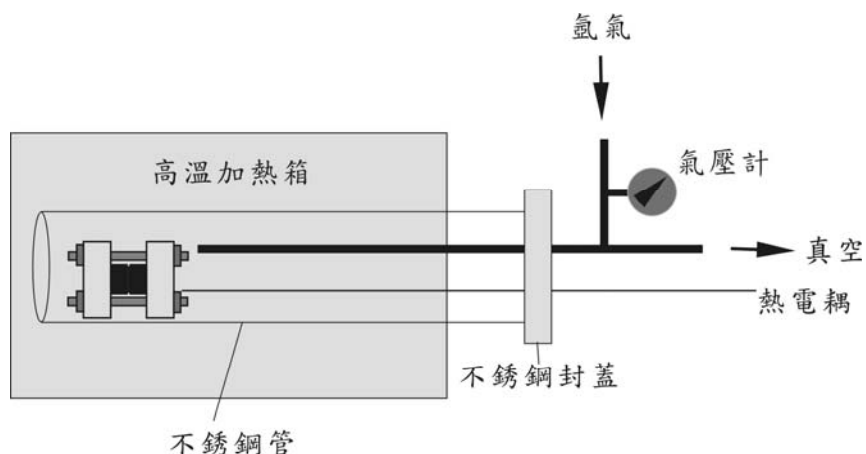 氬氣
高溫加熱箱
氣壓計
真空
熱電耦
不銹鋼封蓋
不銹鋼管